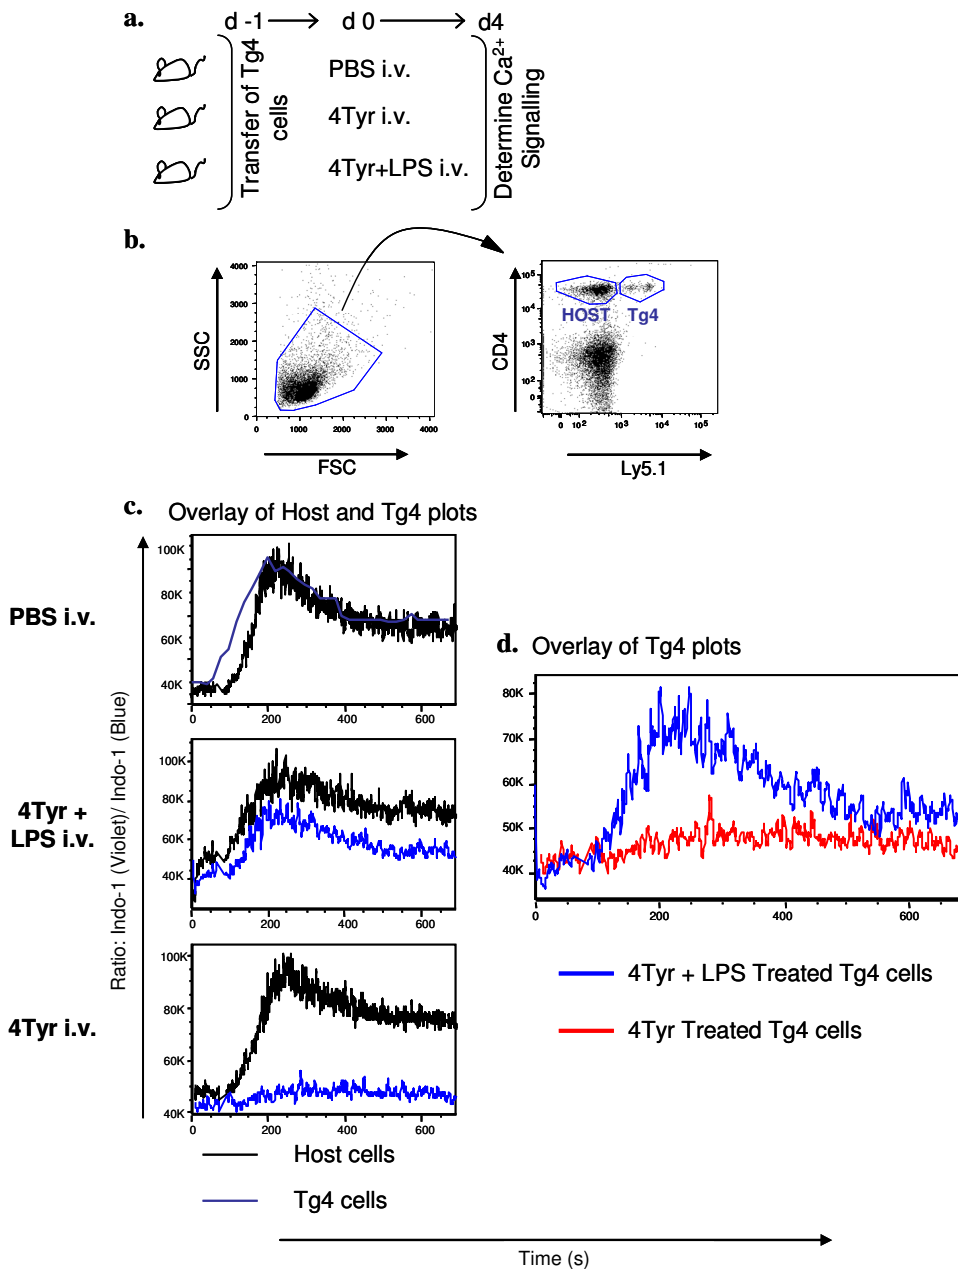 a.
d -1
d 0
d4
Transfer of Tg4
cells
PBS i.v.
4Tyr i.v.
4Tyr+LPS i.v.
Determine Ca2+
Signalling
b.
SSC
4000
3000
2000
1000
0
0 1000 2000 3000 4000
FSC
CD4
10⁵
10³
10²
0
HOST Tg4
0 10² 10³ 10⁴ 10⁵
Ly5.1
c. Overlay of Host and Tg4 plots
Ratio: Indo-1 (Violet)/ Indo-1 (Blue)
PBS i.v.
100K
80K
60K
40K
0 200 400 600
4Tyr +
LPS i.v.
100K
80K
60K
40K
0 200 400 600
4Tyr i.v.
100K
80K
60K
40K
0 200 400 600
Host cells
Tg4 cells
d. Overlay of Tg4 plots
80K
70K
60K
50K
40K
0 200 400 600
4Tyr + LPS Treated Tg4 cells
4Tyr Treated Tg4 cells
Time (s)